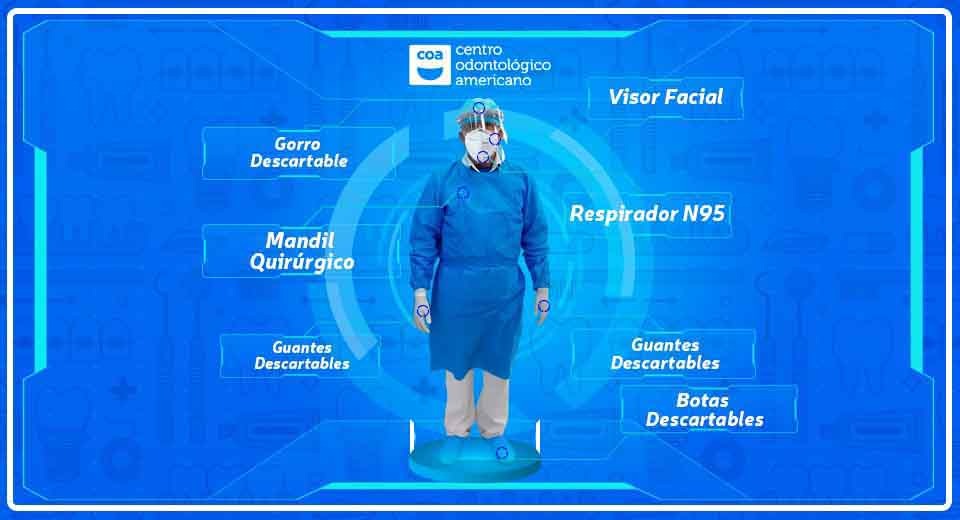 coa
centro
odontológico
americano
Visor Facial
Gorro
Descartable
Respirador N95
Mandil
Quirúrgico
Guantes
Descartables
Guantes
Descartables
Botas
Descartables